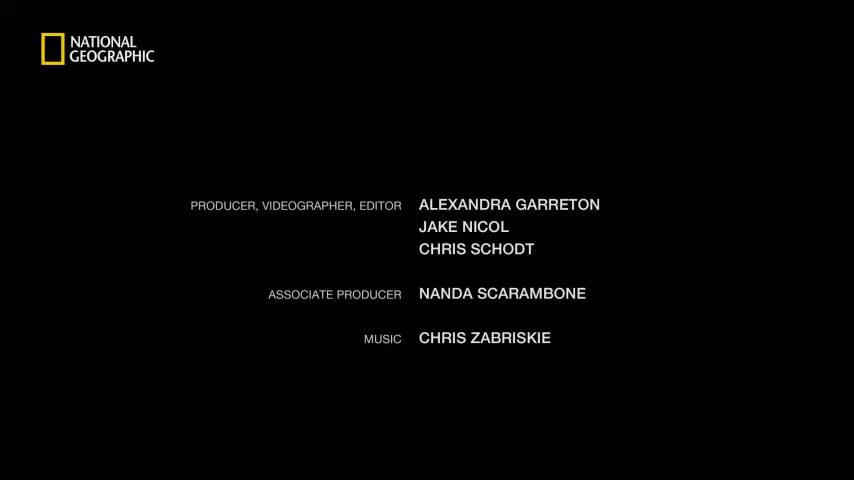 NATIONAL
GEOGRAPHIC
PRODUCER, VIDEOGRAPHER, EDITOR ALEXANDRA GARRETON
JAKE NICOL
CHRIS SCHODT
ASSOCIATE PRODUCER NANDA SCARAMBONE
MUSIC CHRIS ZABRISKIE